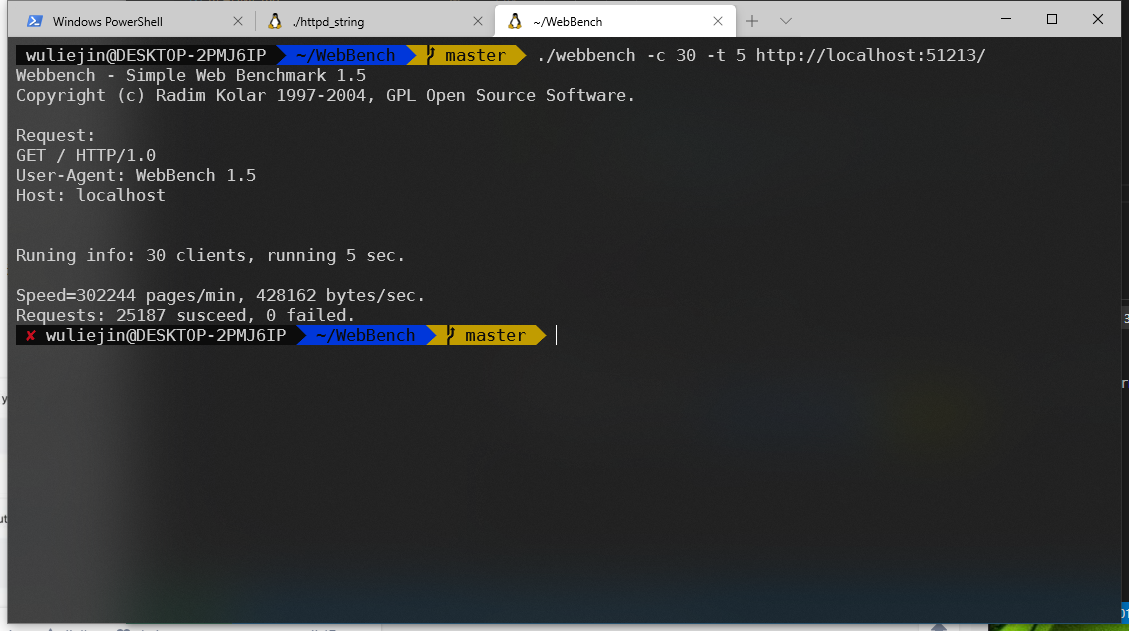 Windows PowerShell
./httpd_string
~/WebBench
wuliejin@DESKTOP-2PMJ6IP ~/WebBench master ./webbench -c 30 -t 5 http://localhost:51213/
Webbench - Simple Web Benchmark 1.5
Copyright (c) Radim Kolar 1997-2004, GPL Open Source Software.
Request:
GET / HTTP/1.0
User-Agent: WebBench 1.5
Host: localhost
Runing info: 30 clients, running 5 sec.
Speed=302244 pages/min, 428162 bytes/sec.
Requests: 25187 susceed, 0 failed.
✘ wuliejin@DESKTOP-2PMJ6IP ~/WebBench master